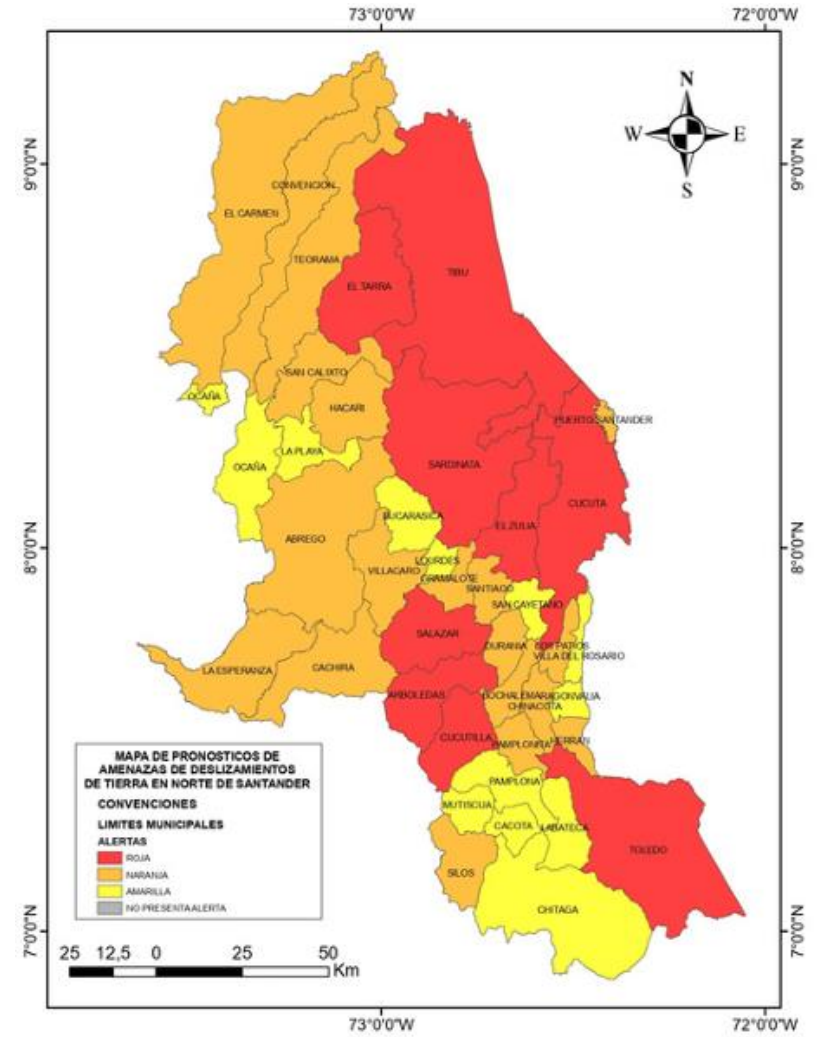 73°0'0"W
72°0'0"W
N
W
E
S
9°0'0"N
9°0'0"N
CONVENCION
EL CARMEN
TEORAMA
TIBU
EL TARRA
SAN CALIXTO
OCAÑA
HACARI
PUERTO SANTANDER
LA PLAYA
OCAÑA
SARDINATA
CUCUTA
BUCARASICA
EL ZULIA
ABREGO
8°0'0"N
8°0'0"N
LOURDES
VILLACARO
GRAMALOTE
SANTIAGO
SAN CAYETANO
SALAZAR
DURANIA
LOS PATIOS
VILLA DEL ROSARIO
LA ESPERANZA
CACHIRA
ARBOLEDAS
BOCHALEMA
RAGONVALIA
CHINACOTA
CUCUTILLA
PAMPLONITA
HERRAN
PAMPLONA
MUTISCUA
CACOTA
LABATECA
TOLEDO
SILOS
CHITAGA
MAPA DE PRONOSTICOS DE
AMENAZAS DE DESLIZAMIENTOS
DE TIERRA EN NORTE DE SANTANDER
CONVENCIONES
LIMITES MUNICIPALES
ALERTAS
ROJA
NARANJA
AMARILLA
NO PRESENTA ALERTA
7°0'0"N
7°0'0"N
25 12,5 0 25 50
Km
73°0'0"W
72°0'0"W